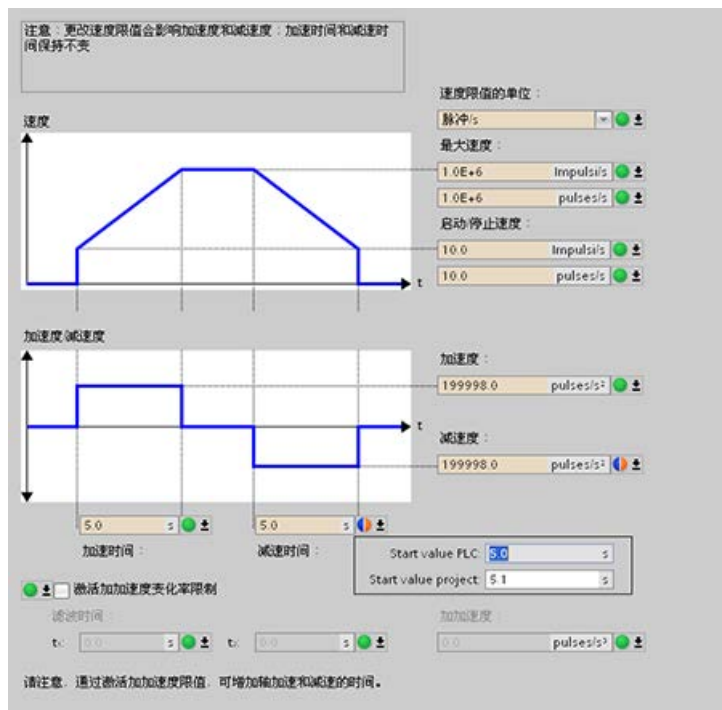 注意：更改速度限值会影响加速度和减速度：加速时间和减速时
间保持不变
速度限值的单位：
脉冲/s
速度
最大速度：
1.0E+6 Impulsi/s
1.0E+6 pulses/s
启动/停止速度：
10.0 Impulsi/s
10.0 pulses/s
t
加速度/减速度
加速度：
199998.0 pulses/s²
t
减速度：
199998.0 pulses/s²
5.0 s
5.0 s
加速时间：
减速时间：
Start value PLC: 5.0 s
Start value project: 5.1 s
激活加加速度变化率限制
滤波时间：
加加速度：
0.0 s
0.0 s
0.0 pulses/s³
请注意，通过激活加加速度限值，可增加轴加速和减速的时间。